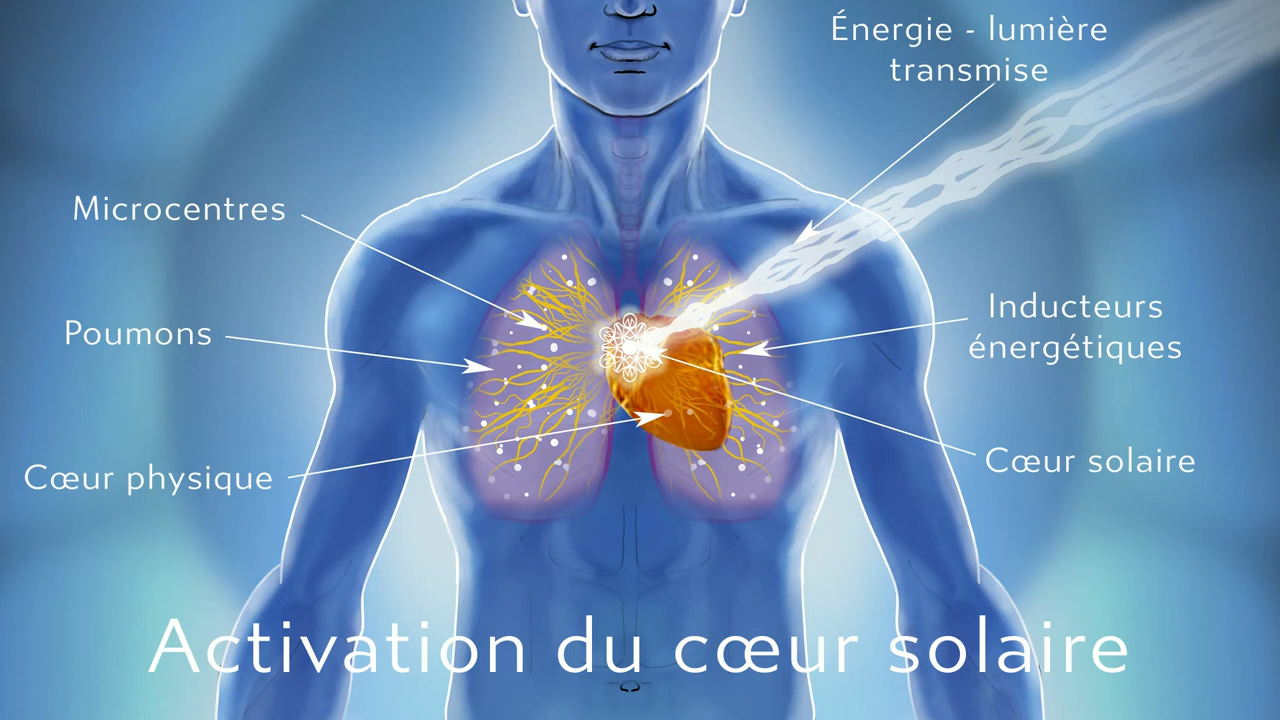 Énergie - lumière
transmise
Microcentres
Inducteurs
énergétiques
Poumons
Cœur solaire
Cœur physique
Activation du cœur solaire